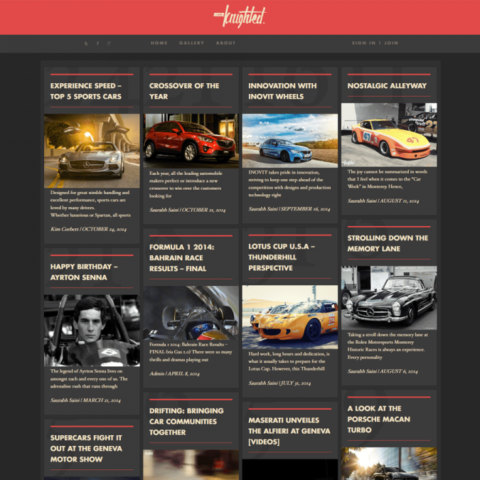 knighted.
HOME GALLERY ABOUT
SIGN IN / JOIN
EXPERIENCE SPEED –
TOP 5 SPORTS CARS
Designed for great nimble handling and
excellent performance, sports cars are
loved by many drivers.
Whether luxurious or Spartan, all sports
Kim Corbett / OCTOBER 24, 2014
HAPPY BIRTHDAY –
AYRTON SENNA
The legend of Ayrton Senna lives on
amongst each and every one of us. The
adrenaline rush that runs through
Saurabh Saini / MARCH 21, 2014
SUPERCARS FIGHT IT
OUT AT THE GENEVA
MOTOR SHOW
CROSSOVER OF THE
YEAR
Each year, all the leading automobile
makers perfect or introduce a new
crossover to win over the customers
looking for
Saurabh Saini / OCTOBER 21, 2014
FORMULA 1 2014:
BAHRAIN RACE
RESULTS – FINAL
Formula 1 2014: Bahrain Race Results –
There were so many
thrills and drama playing out
Admin / APRIL 8, 2014
DRIFTING: BRINGING
CAR COMMUNITIES
TOGETHER
INNOVATION WITH
INOVIT WHEELS
INOVIT takes pride in innovation,
striving to keep one step ahead of the
competition with designs and production
technology right
Saurabh Saini / SEPTEMBER 16, 2014
LOTUS CUP U.S.A –
THUNDERHILL
PERSPECTIVE
Hard work, long hours and dedication, is
what it usually takes to prepare for the
Lotus Cup. However, this Thunderhill
Saurabh Saini / JULY 31, 2014
MASERATI UNVEILS
THE ALFIERI AT GENEVA
[VIDEOS]
NOSTALGIC ALLEYWAY
The joy cannot be summarized in words
that I feel when it comes to the “Car
Week” in Monterey. Hence,
Saurabh Saini / AUGUST 11, 2014
STROLLING DOWN THE
MEMORY LANE
Taking a stroll down the memory lane at
the Rolex Motorsports Monterey
Historic Races is always an experience.
Every personality
Saurabh Saini / AUGUST 6, 2014
A LOOK AT THE
PORSCHE MACAN
TURBO